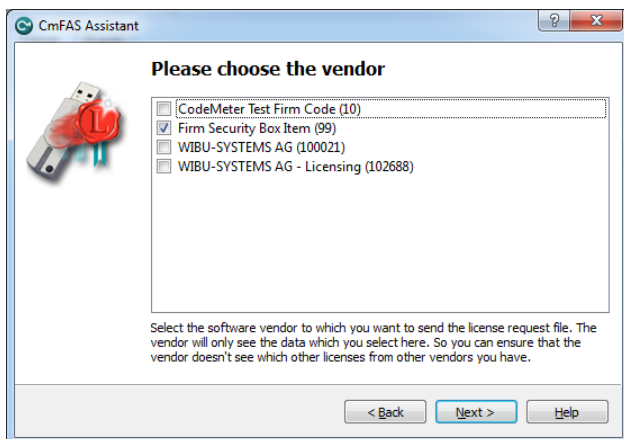 CmFAS Assistant
Please choose the vendor
CodeMeter Test Firm Code (10)
Firm Security Box Item (99)
WIBU-SYSTEMS AG (100021)
WIBU-SYSTEMS AG - Licensing (102688)
Select the software vendor to which you want to send the license request file. The
vendor will only see the data which you select here. So you can ensure that the
vendor doesn't see which other licenses from other vendors you have.
< Back Next > Help